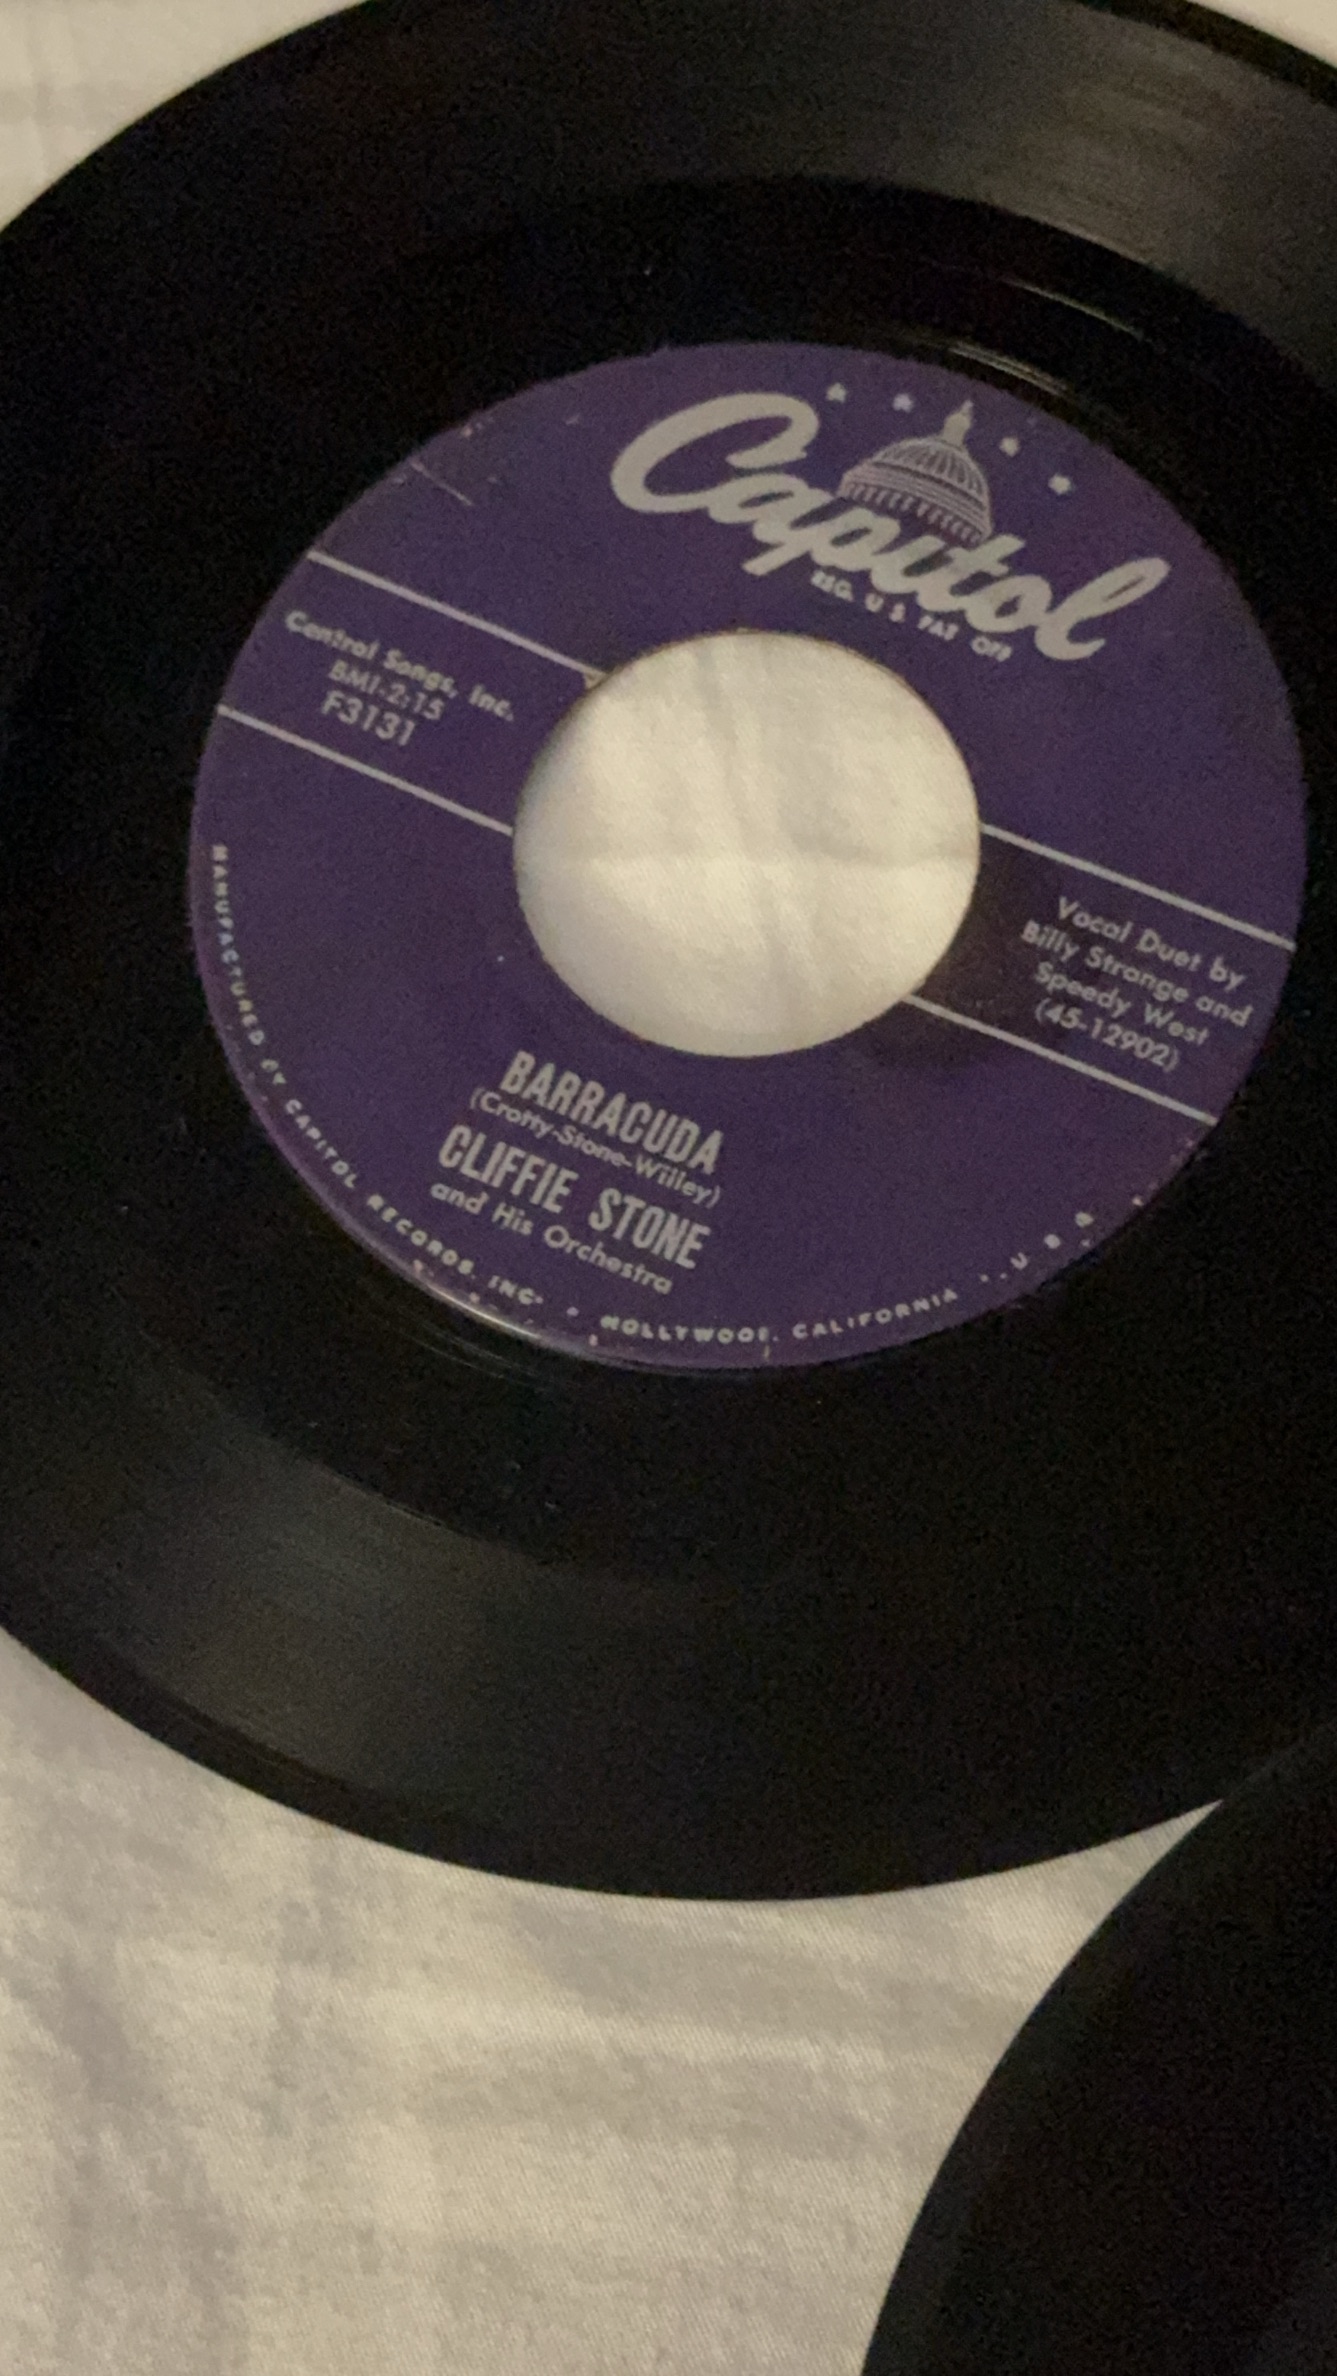 Capitol
REG. U.S. PAT. OFF.
Central Songs, Inc.
BMI-2:15
F3131
Vocal Duet by
Billy Strange and
Speedy West
(45-12902)
BARRACUDA
(Crotty-Stone-Willey)
CLIFFIE STONE
and His Orchestra
MANUFACTURED BY CAPITOL RECORDS, INC. • HOLLYWOOD, CALIFORNIA • U.S.A.